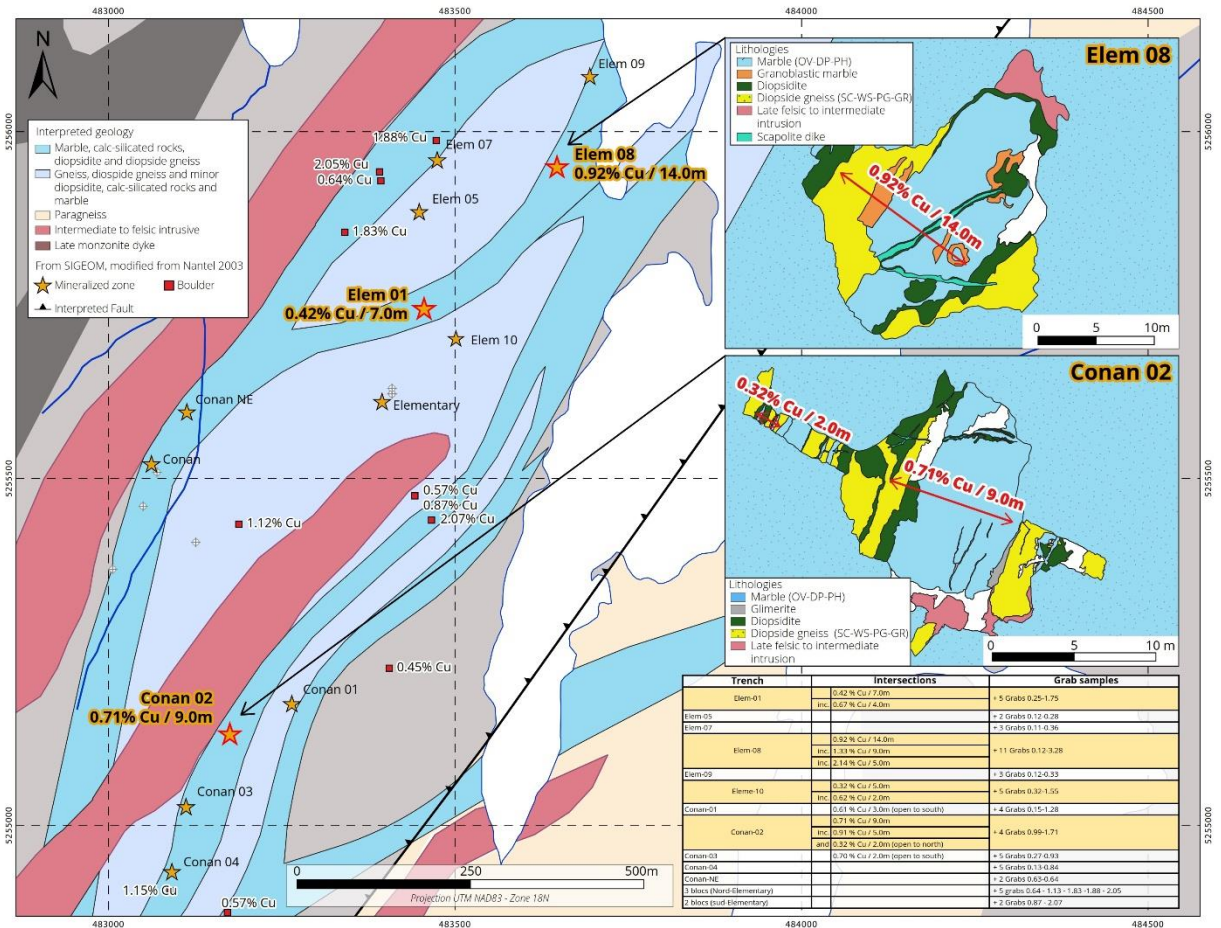 483000
483500
484000
484500
5256000
5255500
5255000
5256000
5255500
5255000
483000
483500
484000
484500
N
Interpreted geology
Marble, calc-silicated rocks,
diopsidite and diopside gneiss
Gneiss, diopside gneiss and minor
diopsidite, calc-silicated rocks and
marble
Paragneiss
Intermediate to felsic intrusive
Late monzonite dyke
From SIGEOM, modified from Nantel 2003
Mineralized zone
Boulder
Interpreted Fault
Elem 09
1.88% Cu
Elem 07
2.05% Cu
0.64% Cu
Elem 08
0.92% Cu / 14.0m
Elem 05
1.83% Cu
Elem 01
0.42% Cu / 7.0m
Elem 10
Conan NE
Elementary
Conan
0.57% Cu
0.87% Cu
2.07% Cu
1.12% Cu
0.45% Cu
Conan 02
0.71% Cu / 9.0m
Conan 01
Conan 03
Conan 04
1.15% Cu
0.57% Cu
0
250
500m
Projection UTM NAD83 - Zone 18N
Elem 08
Lithologies
Marble (OV-DP-PH)
Granoblastic marble
Diopsidite
Diopside gneiss (SC-WS-PG-GR)
Late felsic to intermediate
intrusion
Scapolite dike
0.92% Cu / 14.0m
0
5
10m
Conan 02
0.32% Cu / 2.0m
0.71% Cu / 9.0m
Lithologies
Marble (OV-DP-PH)
Glimerite
Diopsidite
Diopside gneiss (SC-WS-PG-GR)
Late felsic to intermediate
intrusion
0
5
10 m
Trench Intersections Grab samples
Elem-01 0.42 % Cu / 7.0m + 5 Grabs 0.25-1.75
inc. 0.67 % Cu / 4.0m
Elem-05 + 2 Grabs 0.12-0.28
Elem-07 + 3 Grabs 0.11-0.36
Elem-08 0.92 % Cu / 14.0m + 11 Grabs 0.12-3.28
inc. 1.33 % Cu / 9.0m
inc. 2.14 % Cu / 5.0m
Elem-09 + 3 Grabs 0.12-0.33
Eleme-10 0.32 % Cu / 5.0m + 5 Grabs 0.32-1.55
inc. 0.62 % Cu / 2.0m
Conan-01 0.61 % Cu / 3.0m (open to south) + 4 Grabs 0.15-1.28
Conan-02 0.71 % Cu / 9.0m + 4 Grabs 0.99-1.71
inc. 0.91 % Cu / 5.0m
and 0.32 % Cu / 2.0m (open to north)
Conan-03 0.70 % Cu / 2.0m (open to south) + 5 Grabs 0.27-0.93
Conan-04 + 5 Grabs 0.13-0.84
Conan-NE + 2 Grabs 0.63-0.64
3 blocs (Nord-Elementary) + 5 grabs 0.64 - 1.13 - 1.83 -1.88 - 2.05
2 blocs (sud-Elementary) + 2 Grabs 0.87 - 2.07